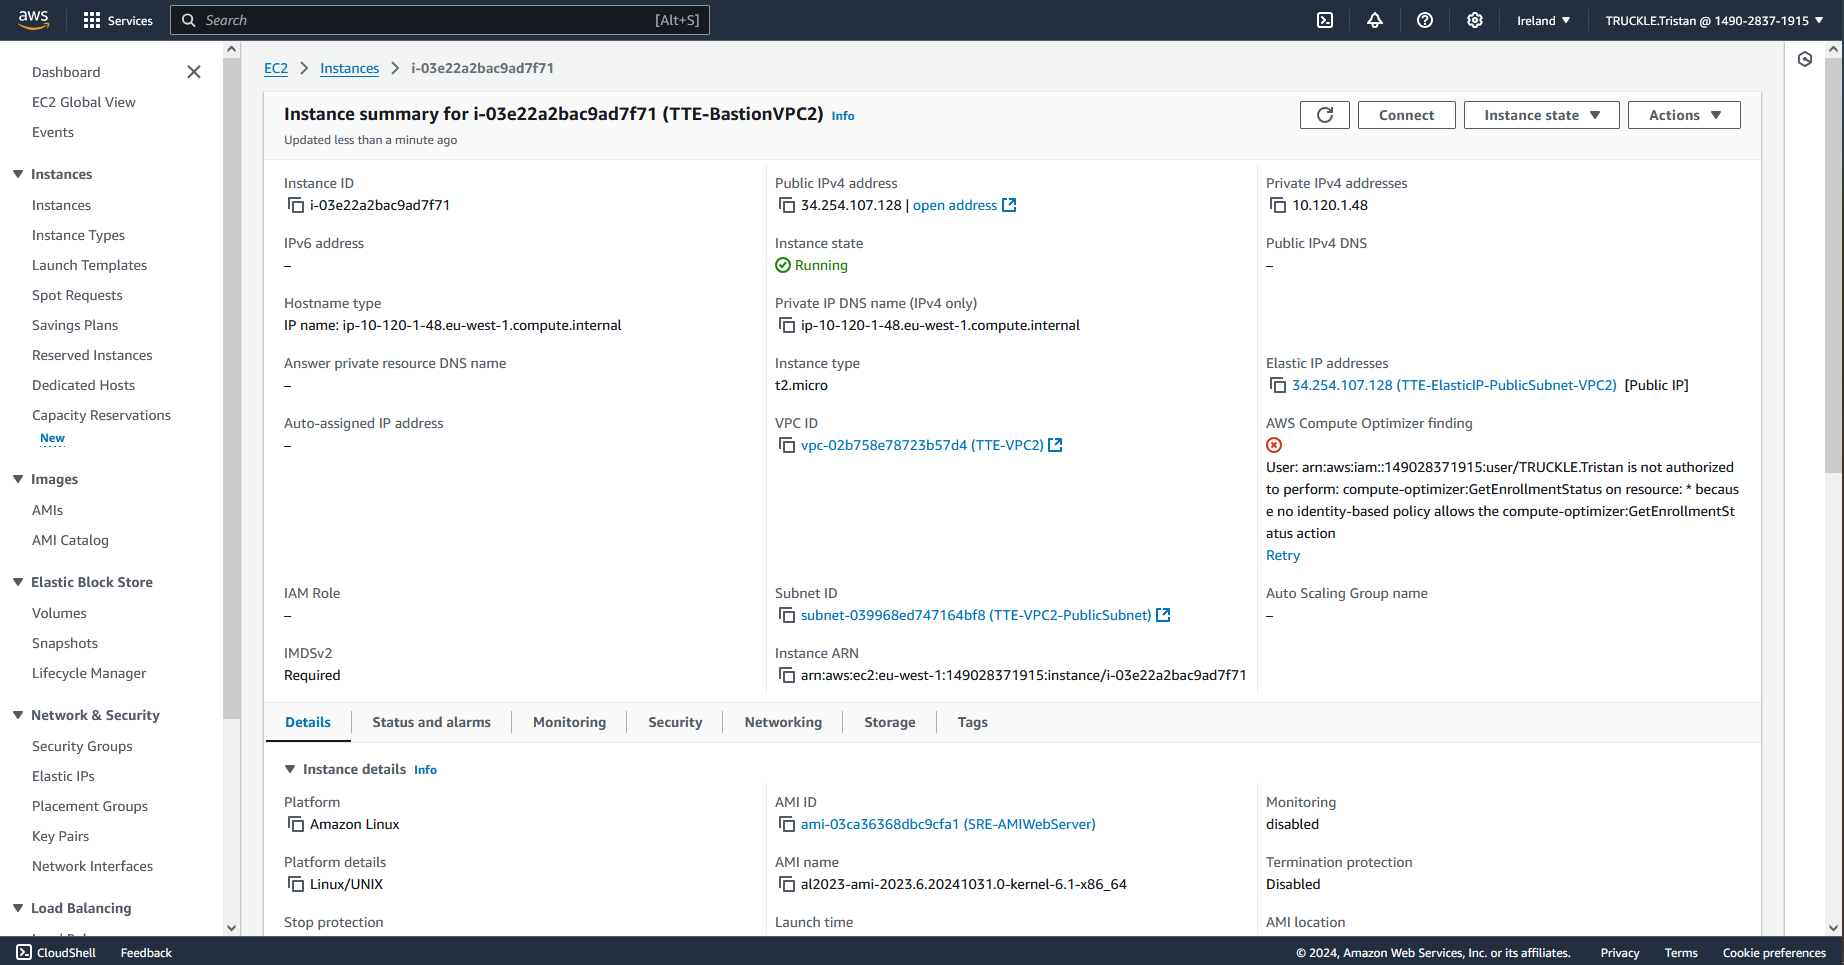 aws
Services
Search
[Alt+S]
Ireland
TRUCKLE.Tristan @ 1490-2837-1915
Dashboard
EC2 Global View
Events
Instances
Instances
Instance Types
Launch Templates
Spot Requests
Savings Plans
Reserved Instances
Dedicated Hosts
Capacity Reservations
New
Images
AMIs
AMI Catalog
Elastic Block Store
Volumes
Snapshots
Lifecycle Manager
Network & Security
Security Groups
Elastic IPs
Placement Groups
Key Pairs
Network Interfaces
Load Balancing
EC2 > Instances > i-03e22a2bac9ad7f71
Instance summary for i-03e22a2bac9ad7f71 (TTE-BastionVPC2) Info
Updated less than a minute ago
Connect
Instance state
Actions
Instance ID
i-03e22a2bac9ad7f71
Public IPv4 address
34.254.107.128 | open address
Private IPv4 addresses
10.120.1.48
IPv6 address
–
Instance state
Running
Public IPv4 DNS
–
Hostname type
IP name: ip-10-120-1-48.eu-west-1.compute.internal
Private IP DNS name (IPv4 only)
ip-10-120-1-48.eu-west-1.compute.internal
Answer private resource DNS name
–
Instance type
t2.micro
Elastic IP addresses
34.254.107.128 (TTE-ElasticIP-PublicSubnet-VPC2) [Public IP]
Auto-assigned IP address
–
VPC ID
vpc-02b758e78723b57d4 (TTE-VPC2)
AWS Compute Optimizer finding
User: arn:aws:iam::149028371915:user/TRUCKLE.Tristan is not authorized
to perform: compute-optimizer:GetEnrollmentStatus on resource: * becaus
e no identity-based policy allows the compute-optimizer:GetEnrollmentSt
atus action
Retry
IAM Role
–
Subnet ID
subnet-039968ed747164bf8 (TTE-VPC2-PublicSubnet)
Auto Scaling Group name
–
IMDSv2
Required
Instance ARN
arn:aws:ec2:eu-west-1:149028371915:instance/i-03e22a2bac9ad7f71
Details
Status and alarms
Monitoring
Security
Networking
Storage
Tags
Instance details Info
Platform
Amazon Linux
AMI ID
ami-03ca36368dbc9cfa1 (SRE-AMIWebServer)
Monitoring
disabled
Platform details
Linux/UNIX
AMI name
al2023-ami-2023.6.20241031.0-kernel-6.1-x86_64
Termination protection
Disabled
Stop protection
Launch time
AMI location
CloudShell
Feedback
© 2024, Amazon Web Services, Inc. or its affiliates.
Privacy
Terms
Cookie preferences